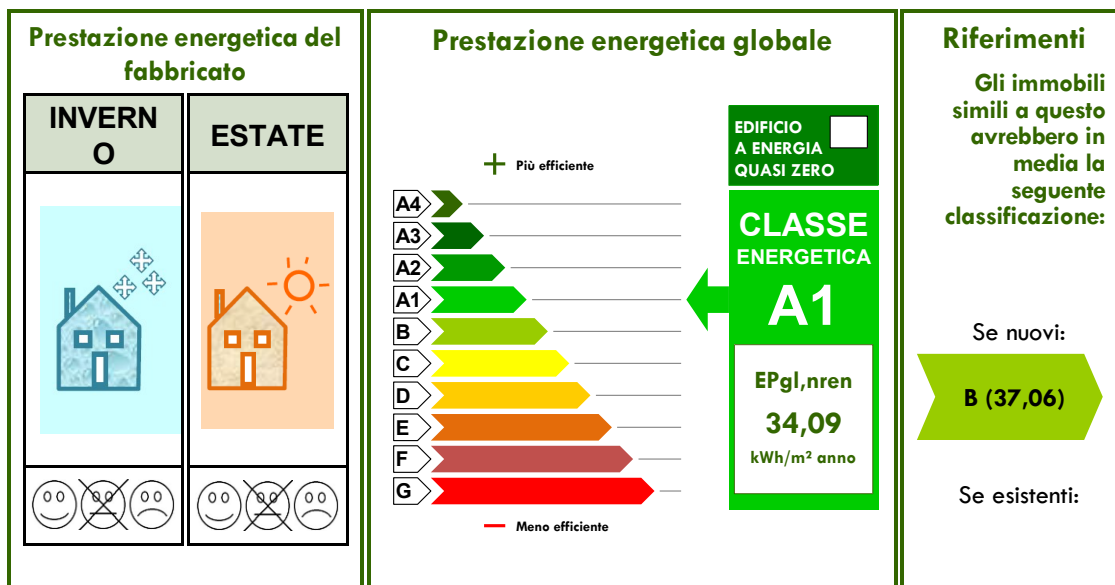 Prestazione energetica del
fabbricato
INVERN
O
ESTATE
Prestazione energetica globale
Più efficiente
A4
A3
A2
A1
B
C
D
E
F
G
Meno efficiente
EDIFICIO
A ENERGIA
QUASI ZERO
CLASSE
ENERGETICA
A1
EPgl,nren
34,09
kWh/m² anno
Riferimenti
Gli immobili
simili a questo
avrebbero in
media la
seguente
classificazione:
Se nuovi:
B (37,06)
Se esistenti: